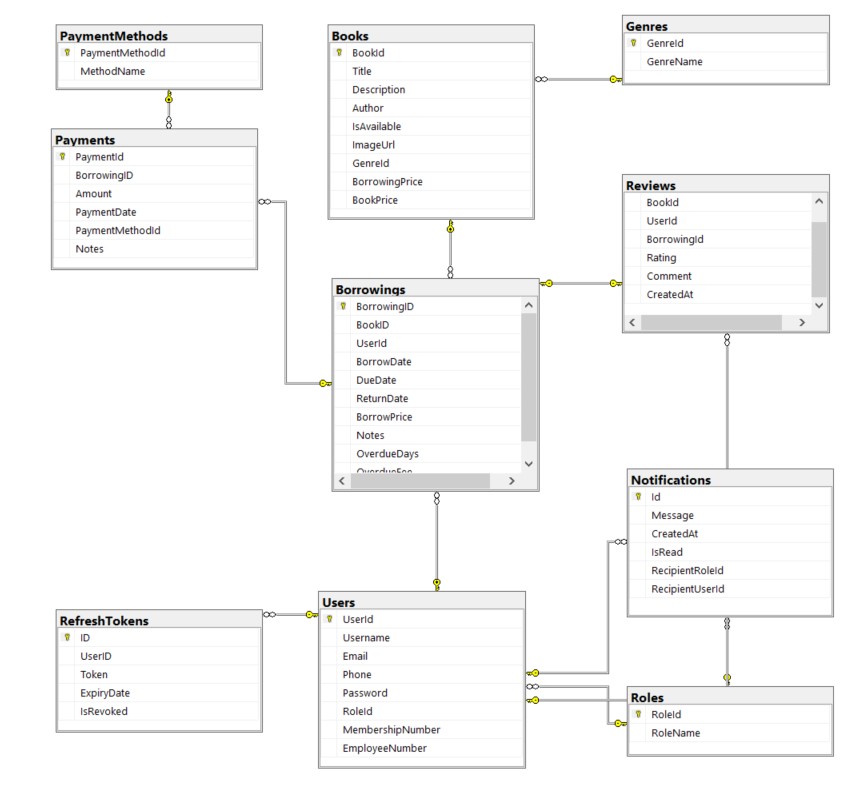 PaymentMethods
PaymentMethodId
MethodName
Books
BookId
Title
Description
Author
IsAvailable
ImageUrl
GenreId
BorrowingPrice
BookPrice
Genres
GenreId
GenreName
Payments
PaymentId
BorrowingID
Amount
PaymentDate
PaymentMethodId
Notes
Reviews
BookId
UserId
BorrowingId
Rating
Comment
CreatedAt
Borrowings
BorrowingID
BookID
UserId
BorrowDate
DueDate
ReturnDate
BorrowPrice
Notes
OverdueDays
OverdueFee
Notifications
Id
Message
CreatedAt
IsRead
RecipientRoleId
RecipientUserId
RefreshTokens
ID
UserID
Token
ExpiryDate
IsRevoked
Users
UserId
Username
Email
Phone
Password
RoleId
MembershipNumber
EmployeeNumber
Roles
RoleId
RoleName